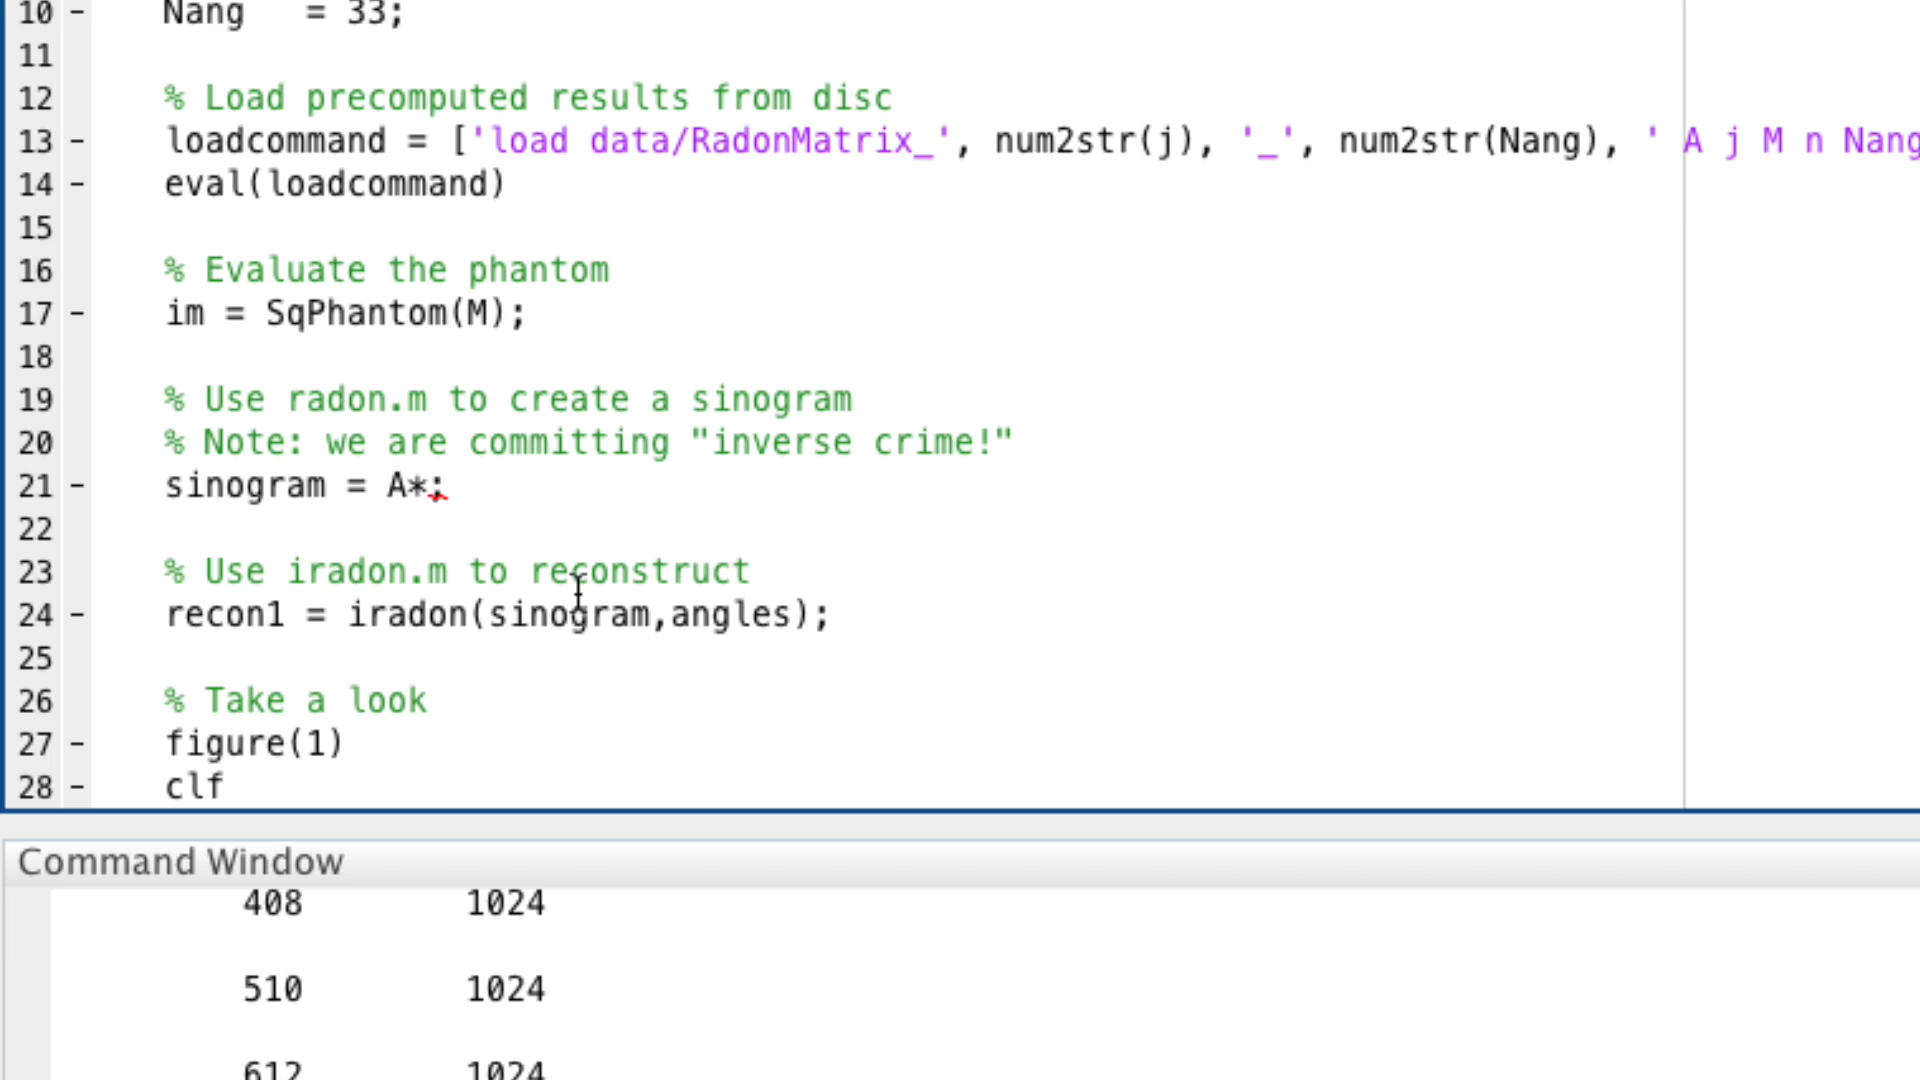 10 - Nang   = 33;
11
12 % Load precomputed results from disc
13 - loadcommand = ['load data/RadonMatrix_', num2str(j), '_', num2str(Nang), ' A j M n Nang
14 - eval(loadcommand)
15
16 % Evaluate the phantom
17 - im = SqPhantom(M);
18
19 % Use radon.m to create a sinogram
20 % Note: we are committing "inverse crime!"
21 - sinogram = A*;
22
23 % Use iradon.m to reconstruct
24 - recon1 = iradon(sinogram,angles);
25
26 % Take a look
27 - figure(1)
28 - clf
Command Window
408 1024
510 1024
612 1024